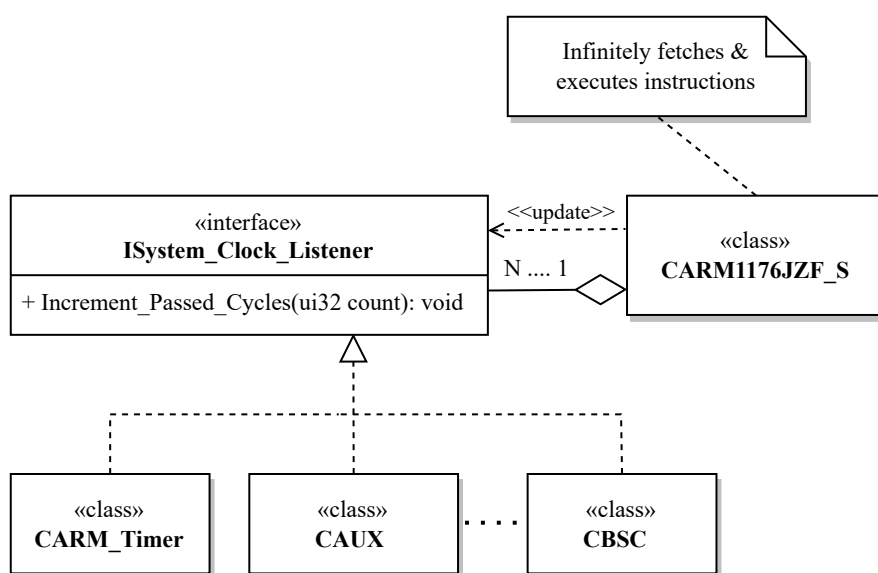 Infinitely fetches &
executes instructions
«interface»
ISystem_Clock_Listener
+ Increment_Passed_Cycles(ui32 count): void
<<update>>
N .... 1
«class»
CARM1176JZF_S
«class»
CARM_Timer
«class»
CAUX
«class»
CBSC